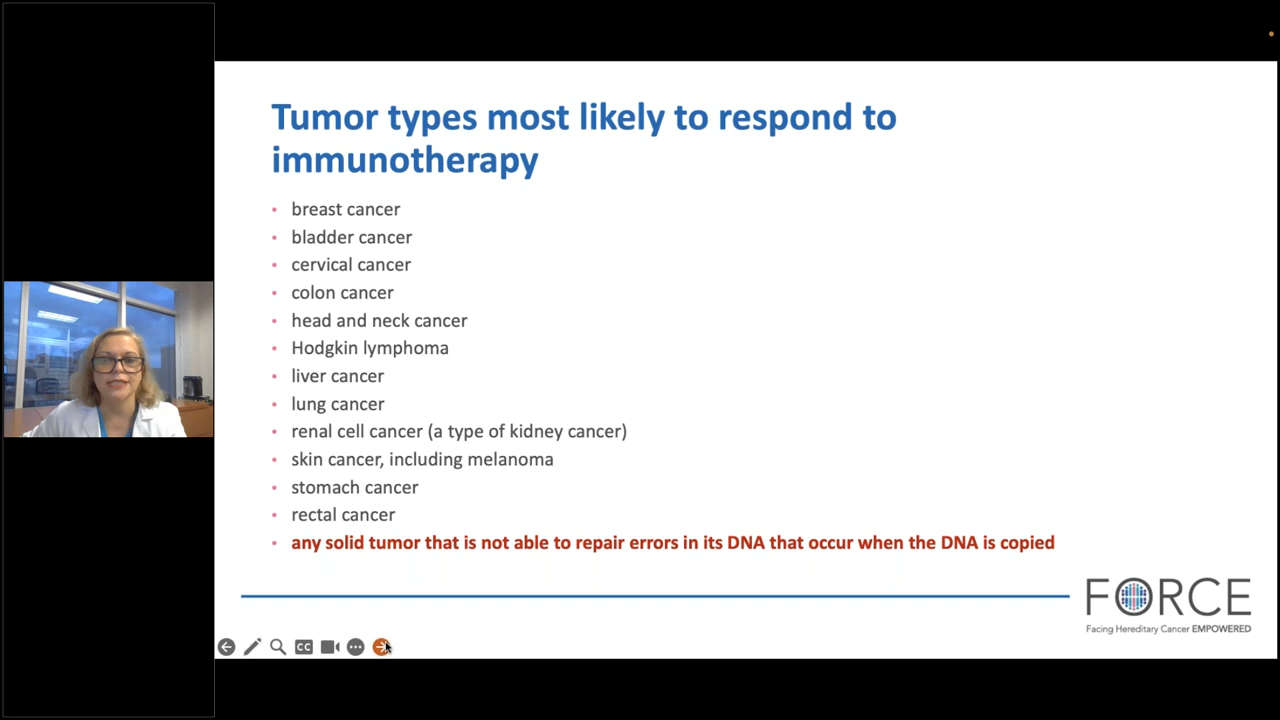 Tumor types most likely to respond to
immunotherapy
• breast cancer
• bladder cancer
• cervical cancer
• colon cancer
• head and neck cancer
• Hodgkin lymphoma
• liver cancer
• lung cancer
• renal cell cancer (a type of kidney cancer)
• skin cancer, including melanoma
• stomach cancer
• rectal cancer
• any solid tumor that is not able to repair errors in its DNA that occur when the DNA is copied
FORCE
Facing Hereditary Cancer EMPOWERED
CC